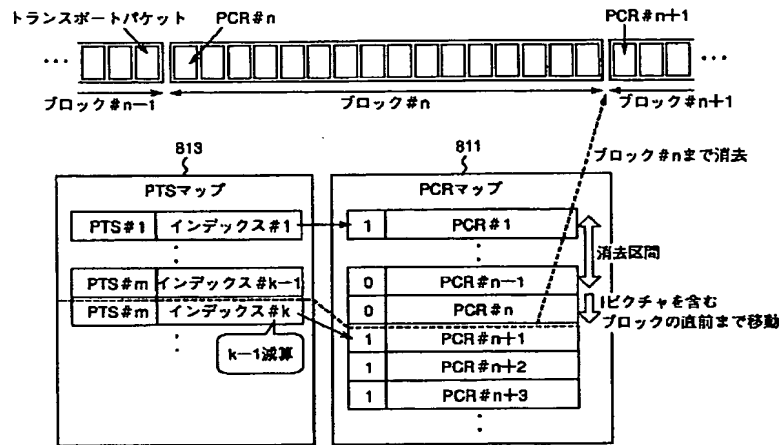 トランスポートパケット
PCR#n
PCR#n+1
···
···
ブロック#n−1
ブロック#n
ブロック#n+1
813
811
ブロック#nまで消去
PTSマップ
PCRマップ
PTS#1 インデックス#1
1 PCR#1
消去区間
PTS#m インデックス#k−1
0 PCR#n−1
PTS#m インデックス#k
0 PCR#n
Iピクチャを含む
ブロックの直前まで移動
k−1減算
1 PCR#n+1
1 PCR#n+2
1 PCR#n+3